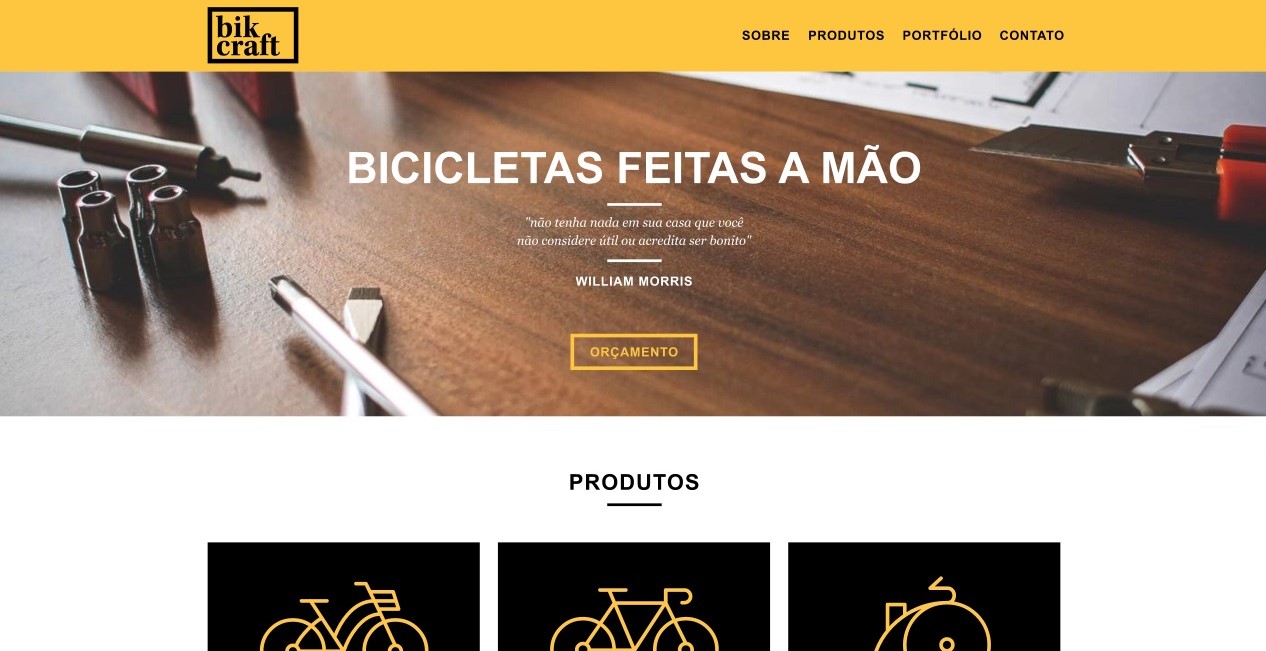 bik
craft
SOBRE PRODUTOS PORTFÓLIO CONTATO
BICICLETAS FEITAS A MÃO
"não tenha nada em sua casa que você
não considere útil ou acredita ser bonito"
WILLIAM MORRIS
ORÇAMENTO
PRODUTOS